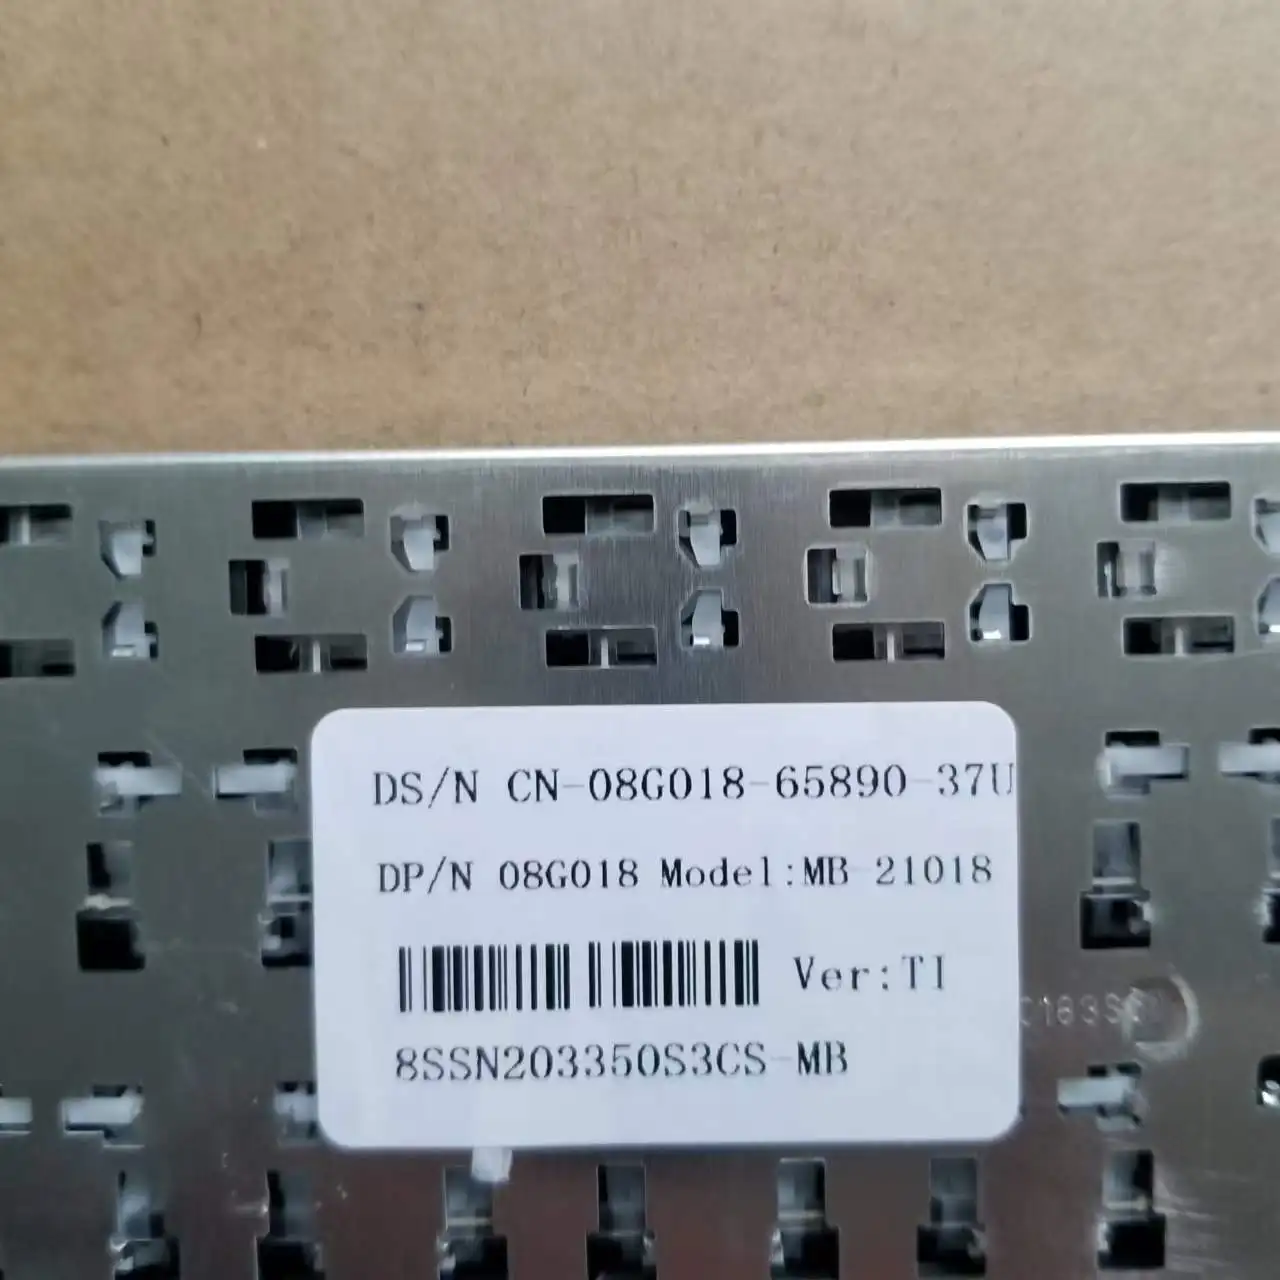 DS/N CN-08G018-65890-37U
DP/N 08G018 Model:MB-21018
Ver:TI
8SSN203350S3CS-MB